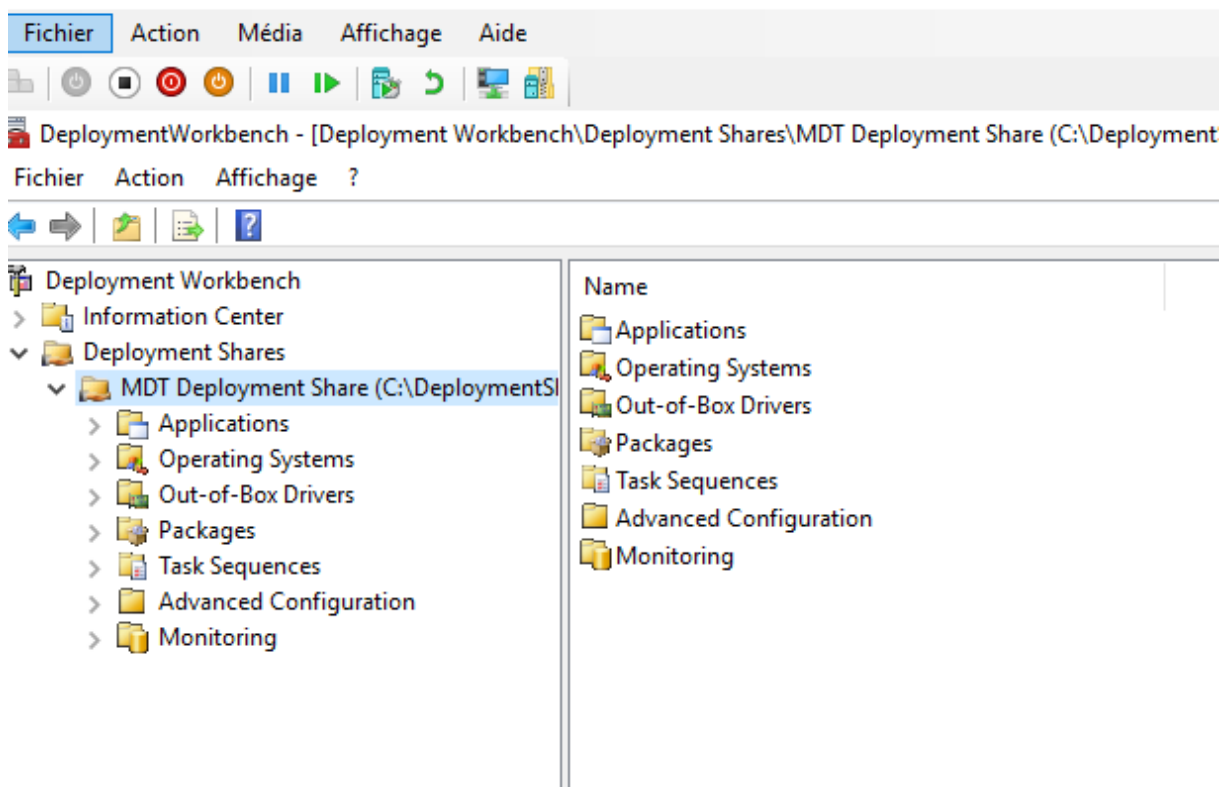 Fichier Action Média Affichage Aide
DeploymentWorkbench - [Deployment Workbench\Deployment Shares\MDT Deployment Share (C:\Deployment
Fichier Action Affichage ?
Deployment Workbench
Information Center
Deployment Shares
MDT Deployment Share (C:\DeploymentSl
Applications
Operating Systems
Out-of-Box Drivers
Packages
Task Sequences
Advanced Configuration
Monitoring
Name
Applications
Operating Systems
Out-of-Box Drivers
Packages
Task Sequences
Advanced Configuration
Monitoring